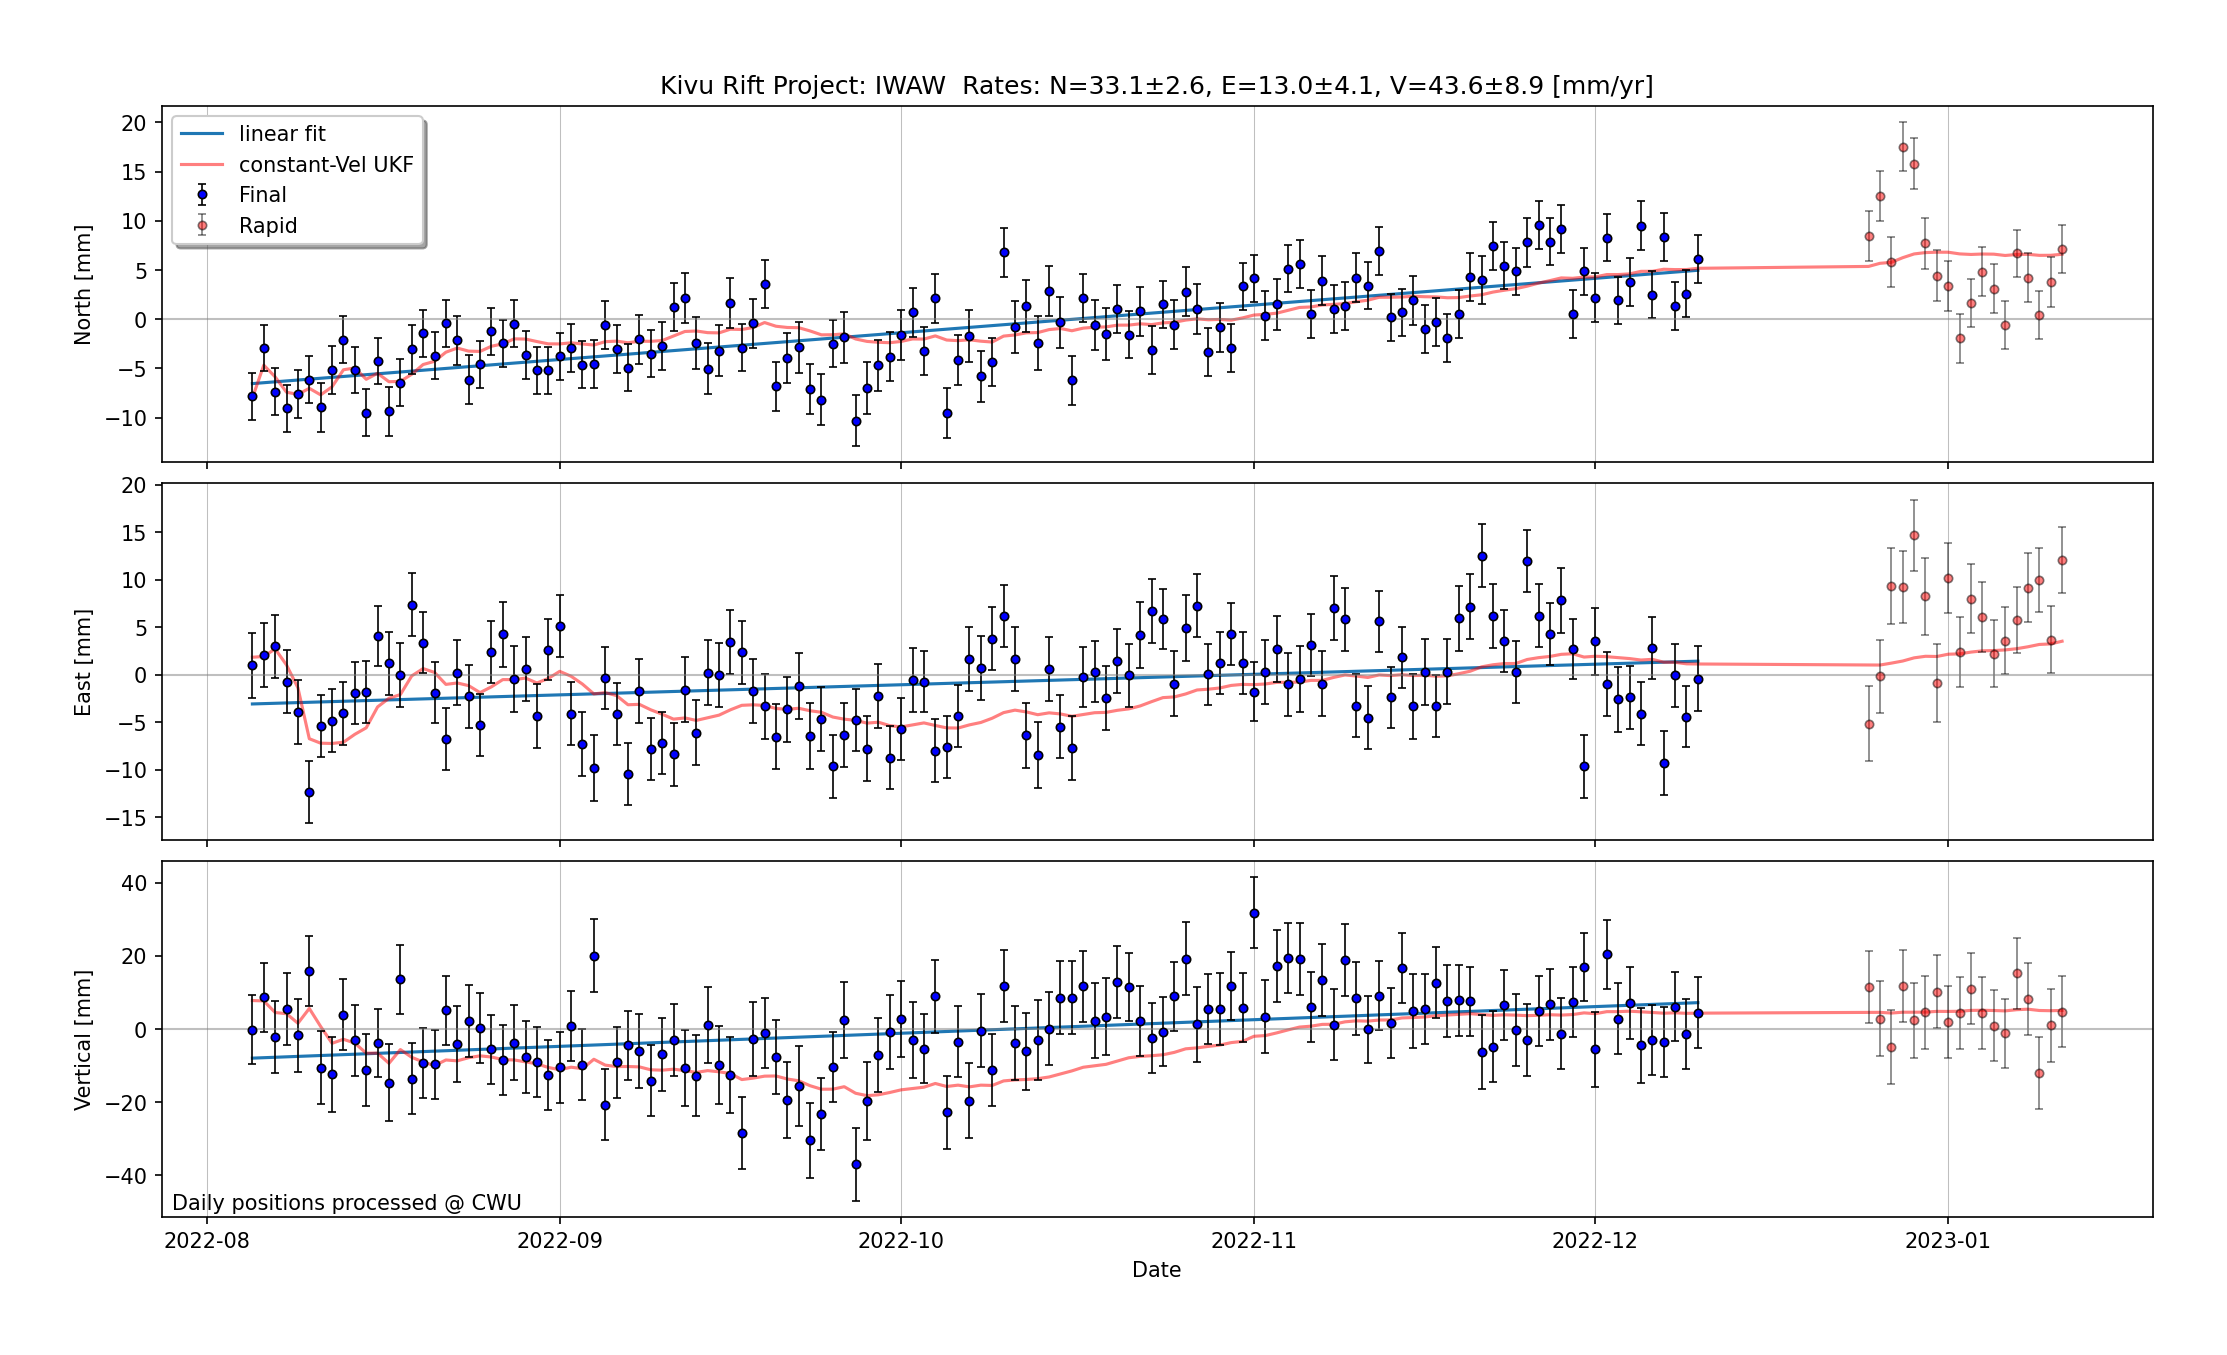 Kivu Rift Project: IWAW  Rates: N=33.1±2.6, E=13.0±4.1, V=43.6±8.9 [mm/yr]
linear fit
constant-Vel UKF
Final
Rapid
North [mm]
20
15
10
5
0
−5
−10
East [mm]
20
15
10
5
0
−5
−10
−15
Vertical [mm]
40
20
0
−20
−40
Daily positions processed @ CWU
2022-08 2022-09 2022-10 2022-11 2022-12 2023-01
Date